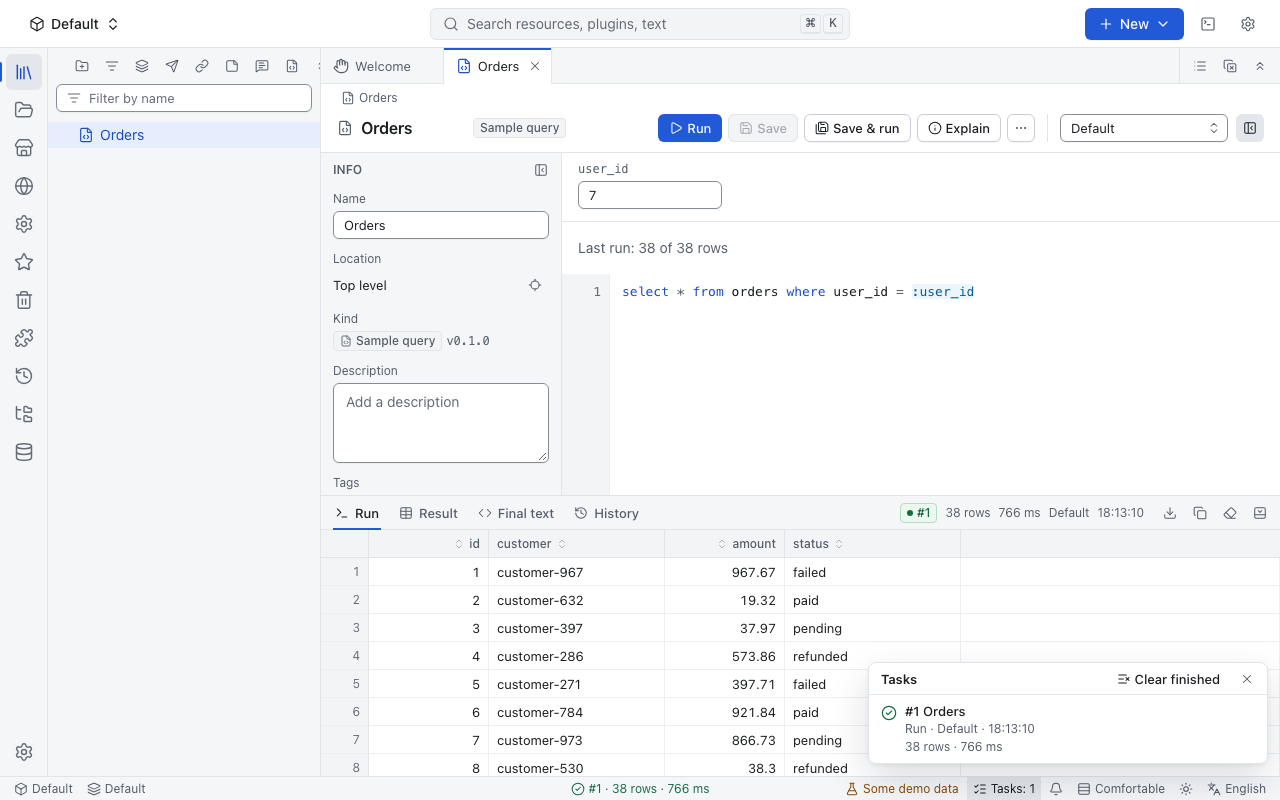 Default
Search resources, plugins, text
⌘ K
New
Welcome
Orders
Filter by name
Orders
Orders
Orders
Sample query
Run
Save
Save & run
Explain
Default
INFO
Name
Orders
Location
Top level
Kind
Sample query v0.1.0
Description
Add a description
Tags
user_id
7
Last run: 38 of 38 rows
1 select * from orders where user_id = :user_id
Run
Result
Final text
History
#1 38 rows 766 ms Default 18:13:10
id customer amount status
1 1 customer-967 967.67 failed
2 2 customer-632 19.32 paid
3 3 customer-397 37.97 pending
4 4 customer-286 573.86 refunded
5 5 customer-271 397.71 failed
6 6 customer-784 921.84 paid
7 7 customer-973 866.73 pending
8 8 customer-530 38.3 refunded
Tasks
Clear finished
#1 Orders
Run · Default · 18:13:10
38 rows · 766 ms
Default
Default
#1 · 38 rows · 766 ms
Some demo data
Tasks: 1
Comfortable
English